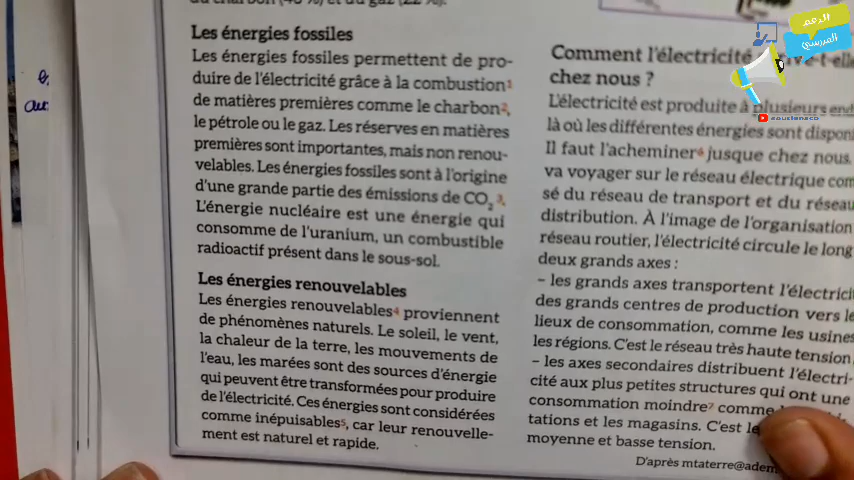 du charbon (40 %) et du gaz (22 %).
Les énergies fossiles
Les énergies fossiles permettent de pro-
duire de l'électricité grâce à la combustion1
de matières premières comme le charbon2,
le pétrole ou le gaz. Les réserves en matières
premières sont importantes, mais non renou-
velables. Les énergies fossiles sont à l'origine
d'une grande partie des émissions de CO2 3.
L'énergie nucléaire est une énergie qui
consomme de l'uranium, un combustible
radioactif présent dans le sous-sol.
Les énergies renouvelables
Les énergies renouvelables4 proviennent
de phénomènes naturels. Le soleil, le vent,
la chaleur de la terre, les mouvements de
l'eau, les marées sont des sources d'énergie
qui peuvent être transformées pour produire
de l'électricité. Ces énergies sont considérées
comme inépuisables5, car leur renouvelle-
ment est naturel et rapide.
Comment l'électricité
chez nous ?
L'électricité est produite à plusieurs
là où les différentes énergies sont
Il faut l'acheminer6 jusque chez nous.
va voyager sur le réseau électrique com
sé du réseau de transport et du réseau
distribution. À l'image de l'organisation
réseau routier, l'électricité circule le long
deux grands axes :
– les grands axes transportent
des grands centres de production vers
lieux de consommation, comme les usines
les régions. C'est le réseau très haute tension
– les axes secondaires distribuent l'électri-
cité aux plus petites structures qui ont une
consommation moindre7 comme
tations et les magasins. C'est
moyenne et basse tension.
D'après mtaterre@adem
الدعم
المدرسي
soutienscо